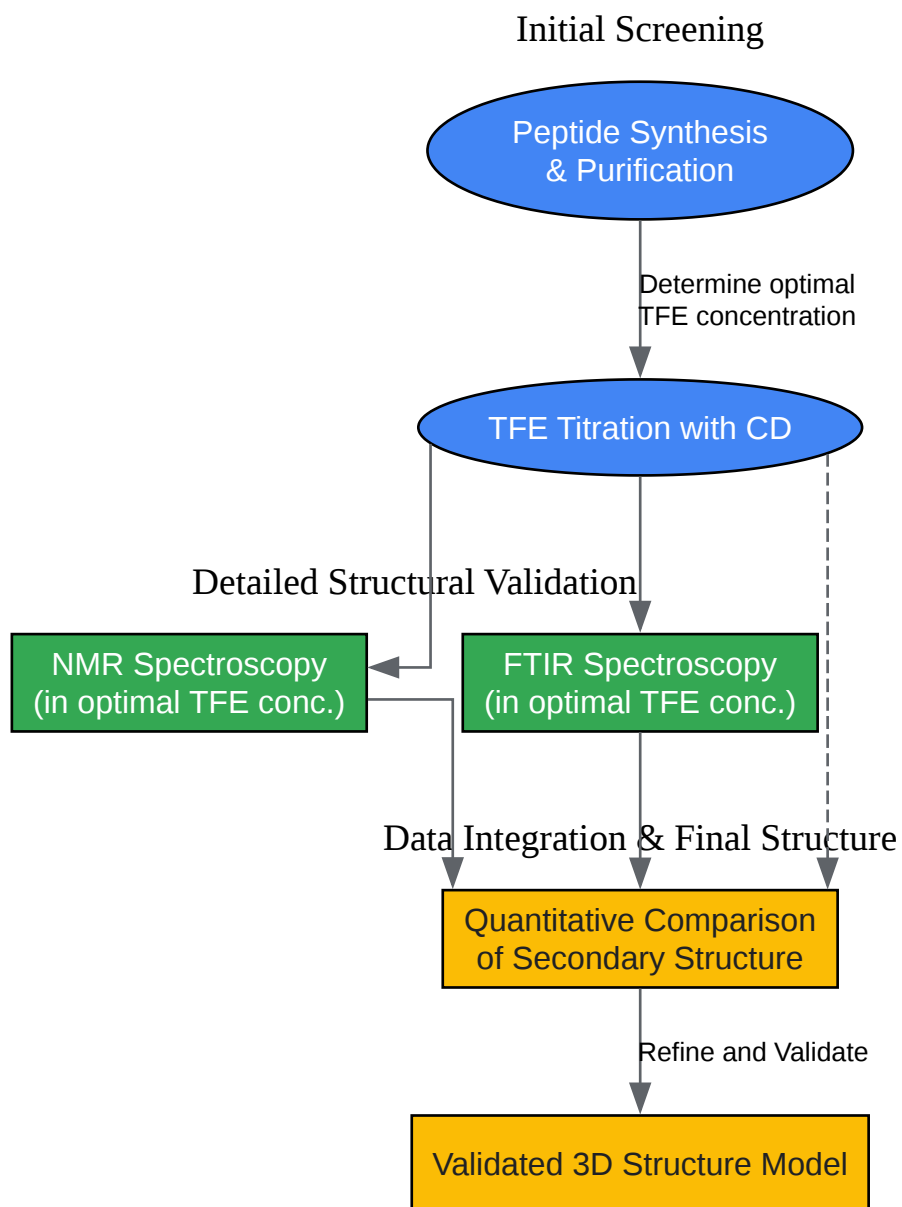 Initial Screening
Peptide Synthesis
& Purification
Determine optimal
TFE concentration
TFE Titration with CD
Detailed Structural Validation
NMR Spectroscopy
(in optimal TFE conc.)
FTIR Spectroscopy
(in optimal TFE conc.)
Data Integration & Final Structure
Quantitative Comparison
of Secondary Structure
Refine and Validate
Validated 3D Structure Model